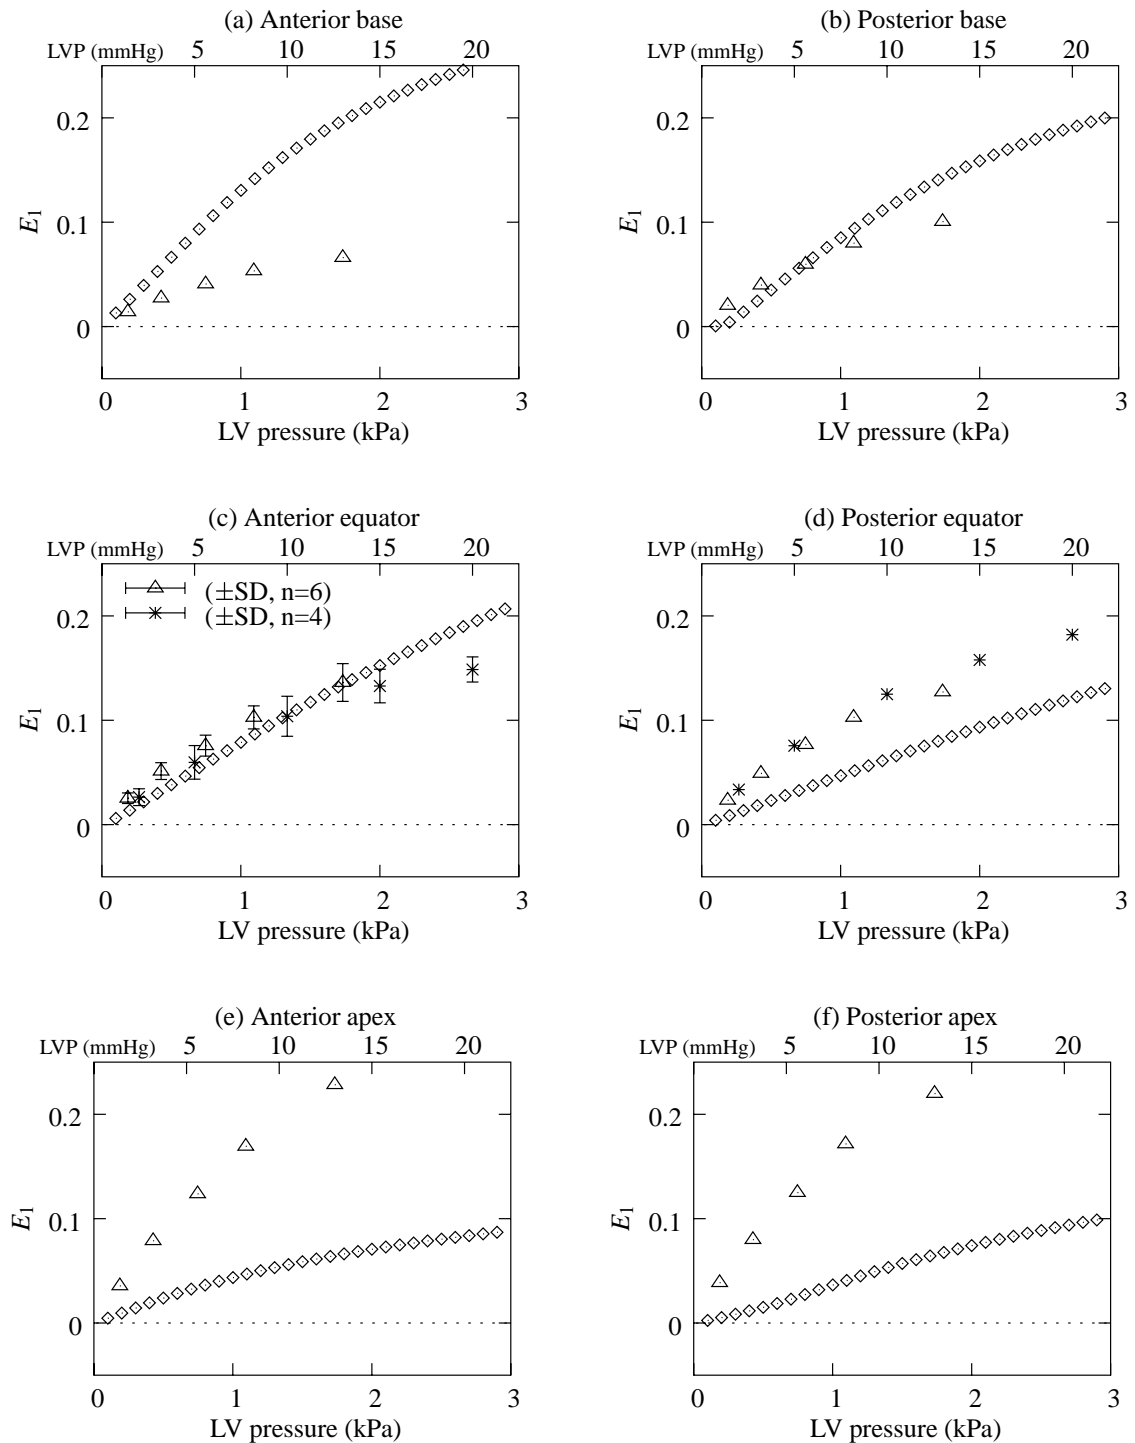 (a) Anterior base
LVP (mmHg) 5 10 15 20
0.2
0.1
0
E1
0 1 2 3
LV pressure (kPa)
(b) Posterior base
LVP (mmHg) 5 10 15 20
0.2
0.1
0
E1
0 1 2 3
LV pressure (kPa)
(c) Anterior equator
LVP (mmHg) 5 10 15 20
(±SD, n=6)
(±SD, n=4)
0.2
0.1
0
E1
0 1 2 3
LV pressure (kPa)
(d) Posterior equator
LVP (mmHg) 5 10 15 20
0.2
0.1
0
E1
0 1 2 3
LV pressure (kPa)
(e) Anterior apex
LVP (mmHg) 5 10 15 20
0.2
0.1
0
E1
0 1 2 3
LV pressure (kPa)
(f) Posterior apex
LVP (mmHg) 5 10 15 20
0.2
0.1
0
E1
0 1 2 3
LV pressure (kPa)